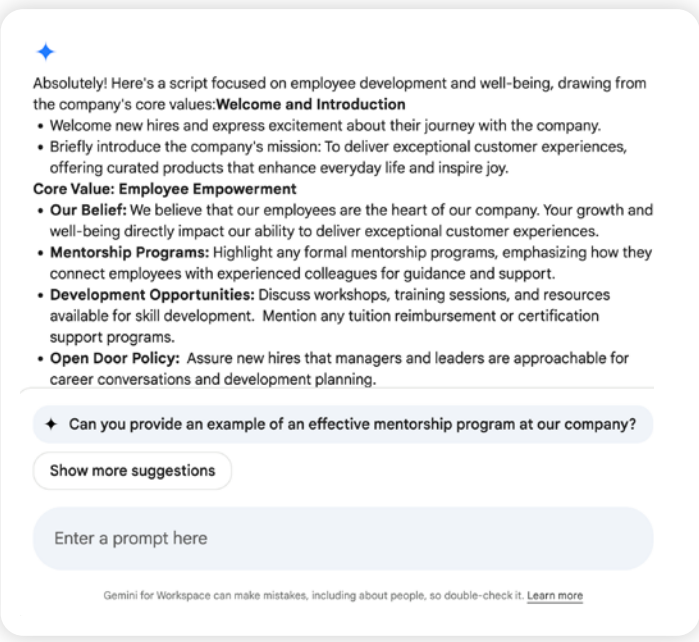 Absolutely! Here's a script focused on employee development and well-being, drawing from
the company's core values:Welcome and Introduction
• Welcome new hires and express excitement about their journey with the company.
• Briefly introduce the company's mission: To deliver exceptional customer experiences,
offering curated products that enhance everyday life and inspire joy.
Core Value: Employee Empowerment
• Our Belief: We believe that our employees are the heart of our company. Your growth and
well-being directly impact our ability to deliver exceptional customer experiences.
• Mentorship Programs: Highlight any formal mentorship programs, emphasizing how they
connect employees with experienced colleagues for guidance and support.
• Development Opportunities: Discuss workshops, training sessions, and resources
available for skill development.  Mention any tuition reimbursement or certification
support programs.
• Open Door Policy:  Assure new hires that managers and leaders are approachable for
career conversations and development planning.
Can you provide an example of an effective mentorship program at our company?
Show more suggestions
Enter a prompt here
Gemini for Workspace can make mistakes, including about people, so double-check it. Learn more